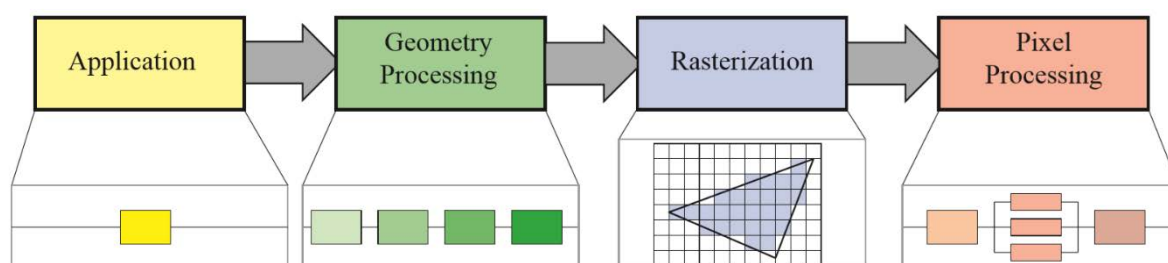 Application
Geometry
Processing
Rasterization
Pixel
Processing